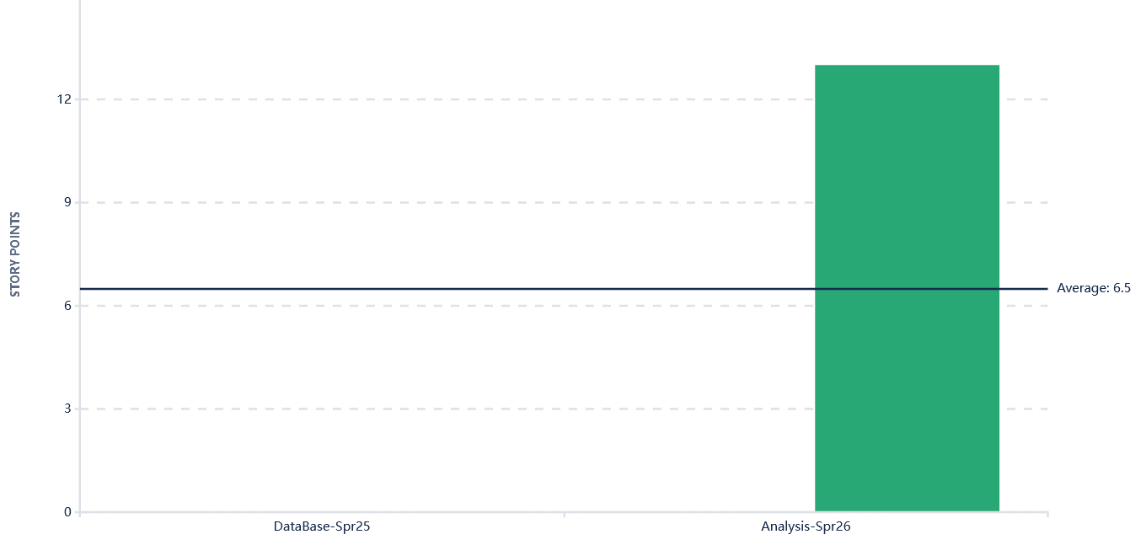 STORY POINTS
12
9
6
3
0
Average: 6.5
DataBase-Spr25
Analysis-Spr26